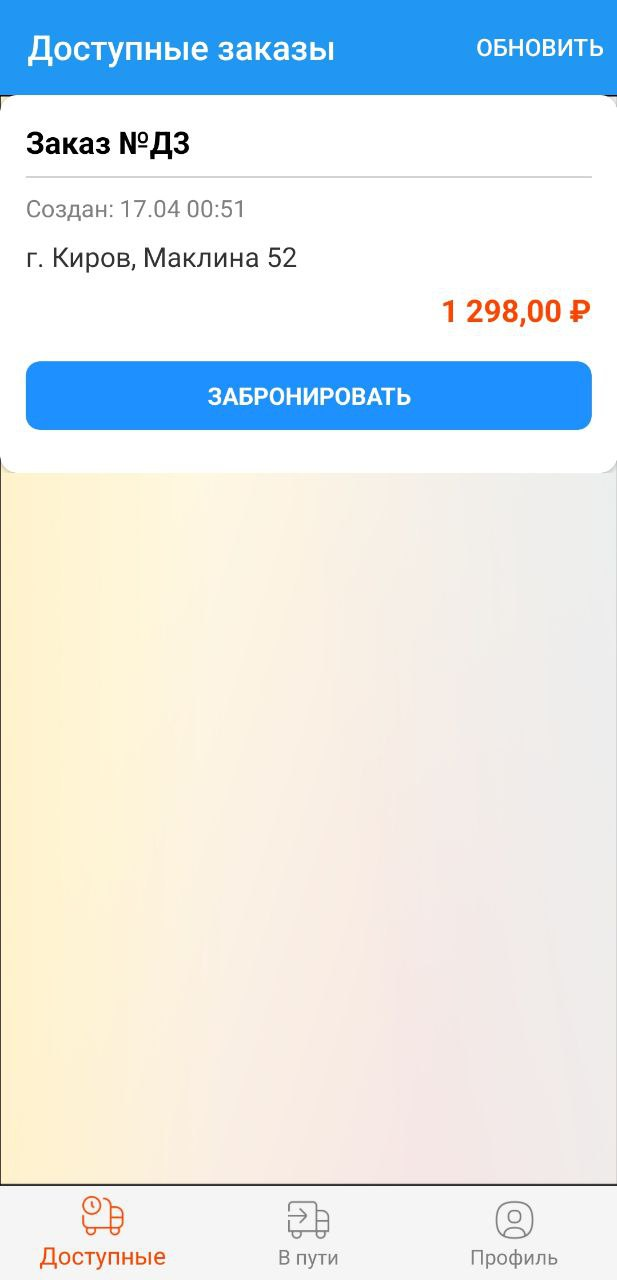 Доступные заказы
ОБНОВИТЬ
Заказ №Д3
Создан: 17.04 00:51
г. Киров, Маклина 52
1 298,00 ₽
ЗАБРОНИРОВАТЬ
Доступные
В пути
Профиль